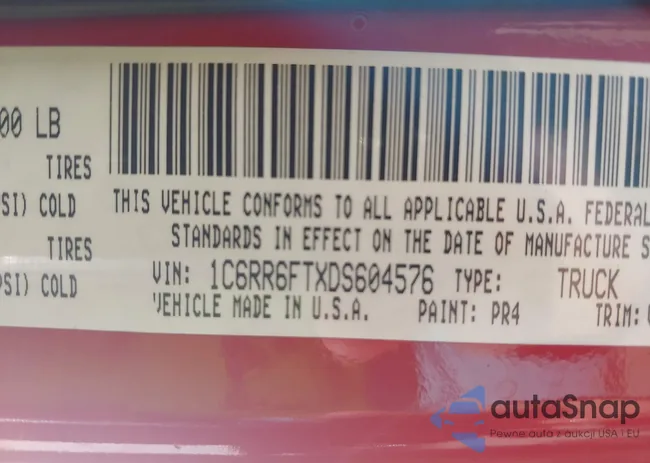 00 LB
TIRES
SI) COLD
TIRES
PSI) COLD
THIS VEHICLE CONFORMS TO ALL APPLICABLE U.S.A. FEDERAL
STANDARDS IN EFFECT ON THE DATE OF MANUFACTURE S
VIN: 1C6RR6FTXDS604576 TYPE: TRUCK
VEHICLE MADE IN U.S.A. PAINT: PR4 TRIM:
autaSnap
Pewne auta z aukcji USA i EU